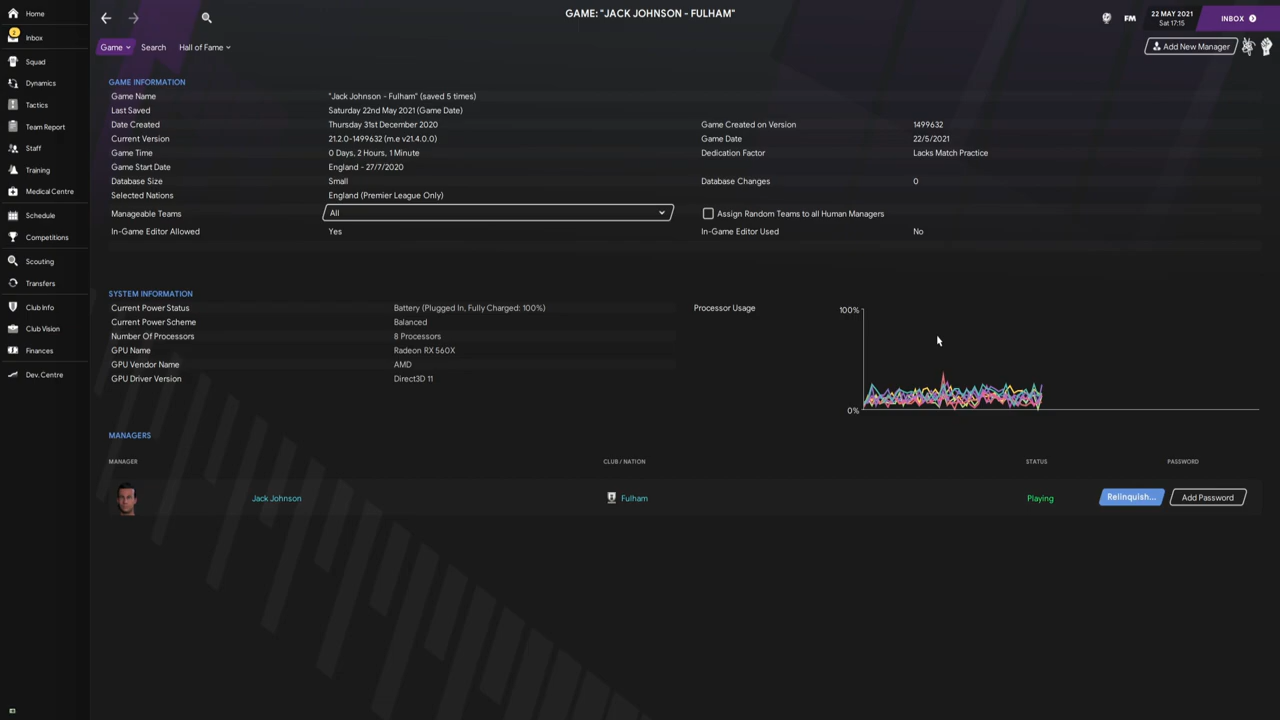 Home
GAME: "JACK JOHNSON - FULHAM"
FM
22 MAY 2021
Sat 17:15
INBOX
2
Inbox
Game
Search
Hall of Fame
Add New Manager
Squad
Dynamics
Tactics
Team Report
Staff
Training
Medical Centre
Schedule
Competitions
Scouting
Transfers
Club Info
Club Vision
Finances
Dev. Centre
GAME INFORMATION
Game Name "Jack Johnson - Fulham" (saved 5 times)
Last Saved Saturday 22nd May 2021 (Game Date)
Date Created Thursday 31st December 2020 Game Created on Version 1499632
Current Version 21.2.0-1499632 (m.e v21.4.0.0) Game Date 22/5/2021
Game Time 0 Days, 2 Hours, 1 Minute Dedication Factor Lacks Match Practice
Game Start Date England - 27/7/2020
Database Size Small Database Changes 0
Selected Nations England (Premier League Only)
Manageable Teams All Assign Random Teams to all Human Managers
In-Game Editor Allowed Yes In-Game Editor Used No
SYSTEM INFORMATION
Current Power Status Battery (Plugged In, Fully Charged: 100%) Processor Usage 100%
Current Power Scheme Balanced
Number Of Processors 8 Processors
GPU Name Radeon RX 560X
GPU Vendor Name AMD
GPU Driver Version Direct3D 11
0%
MANAGERS
MANAGER CLUB / NATION STATUS PASSWORD
Jack Johnson Fulham Playing Relinquish... Add Password